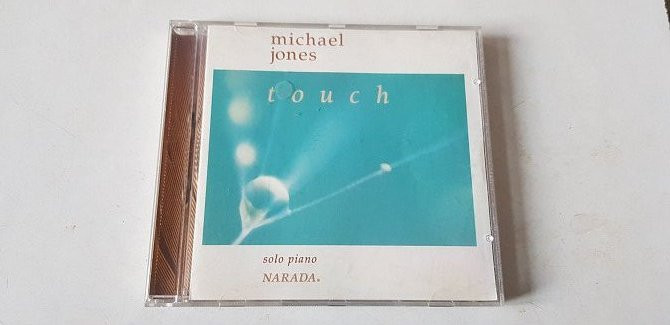 michael
jones
touch
solo piano
NARADA.